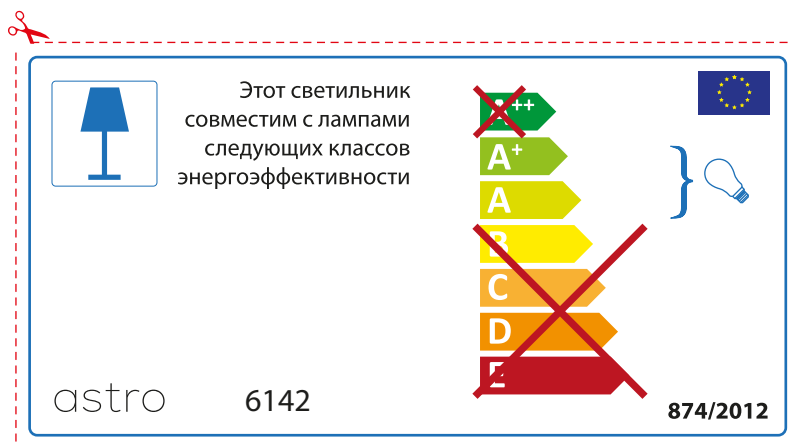 Этот светильник
совместим с лампами
следующих классов
энергоэффективности
A++
A+
A
B
C
D
E
astro
6142
874/2012